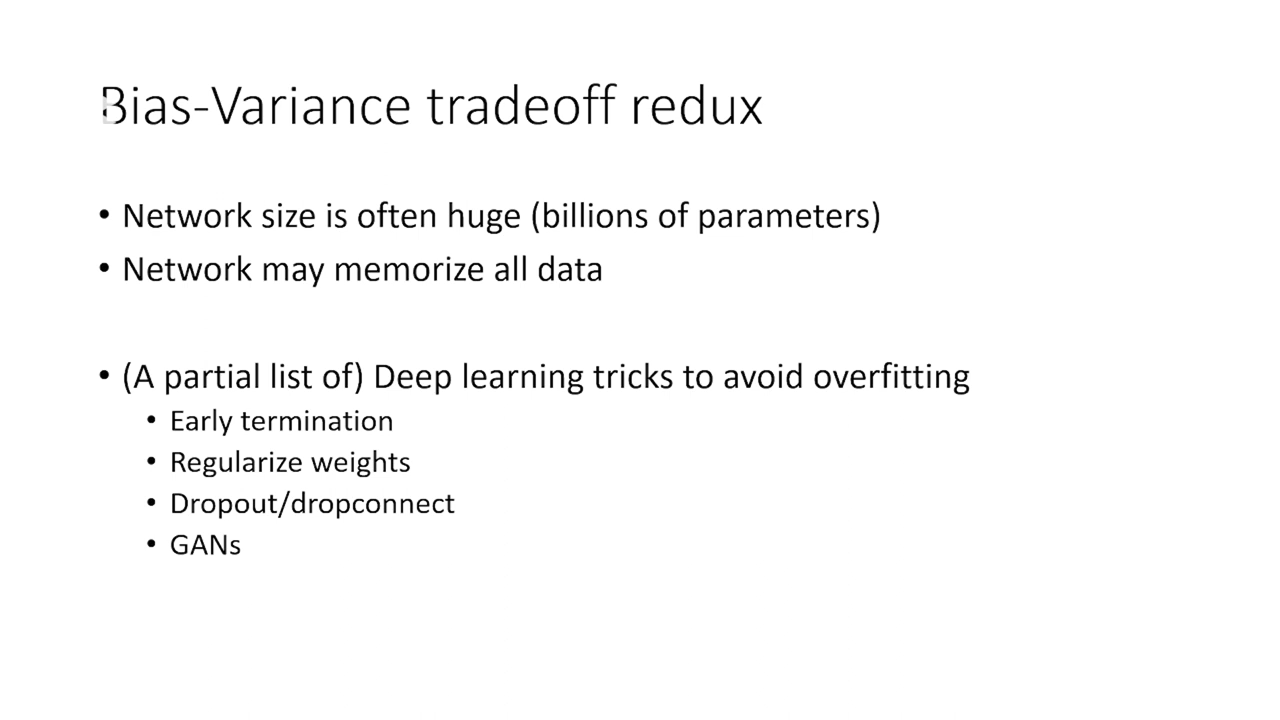 Bias-Variance tradeoff redux
• Network size is often huge (billions of parameters)
• Network may memorize all data
• (A partial list of) Deep learning tricks to avoid overfitting
• Early termination
• Regularize weights
• Dropout/dropconnect
• GANs